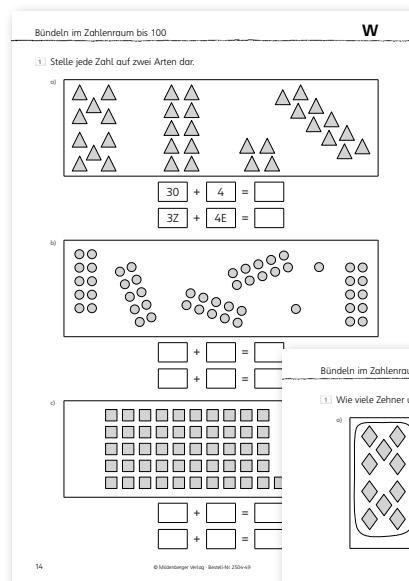 Bündeln im Zahlenraum bis 100 W
1 Stelle jede Zahl auf zwei Arten dar.
a)
30 + 4 =
3Z + 4E =
b)
+ =
+ =
c)
+ =
+ =
14 © Mildenberger Verlag · Bestell-Nr. 2504-49
Bündeln im Zahlenrau
1 Wie viele Zehner u
a)